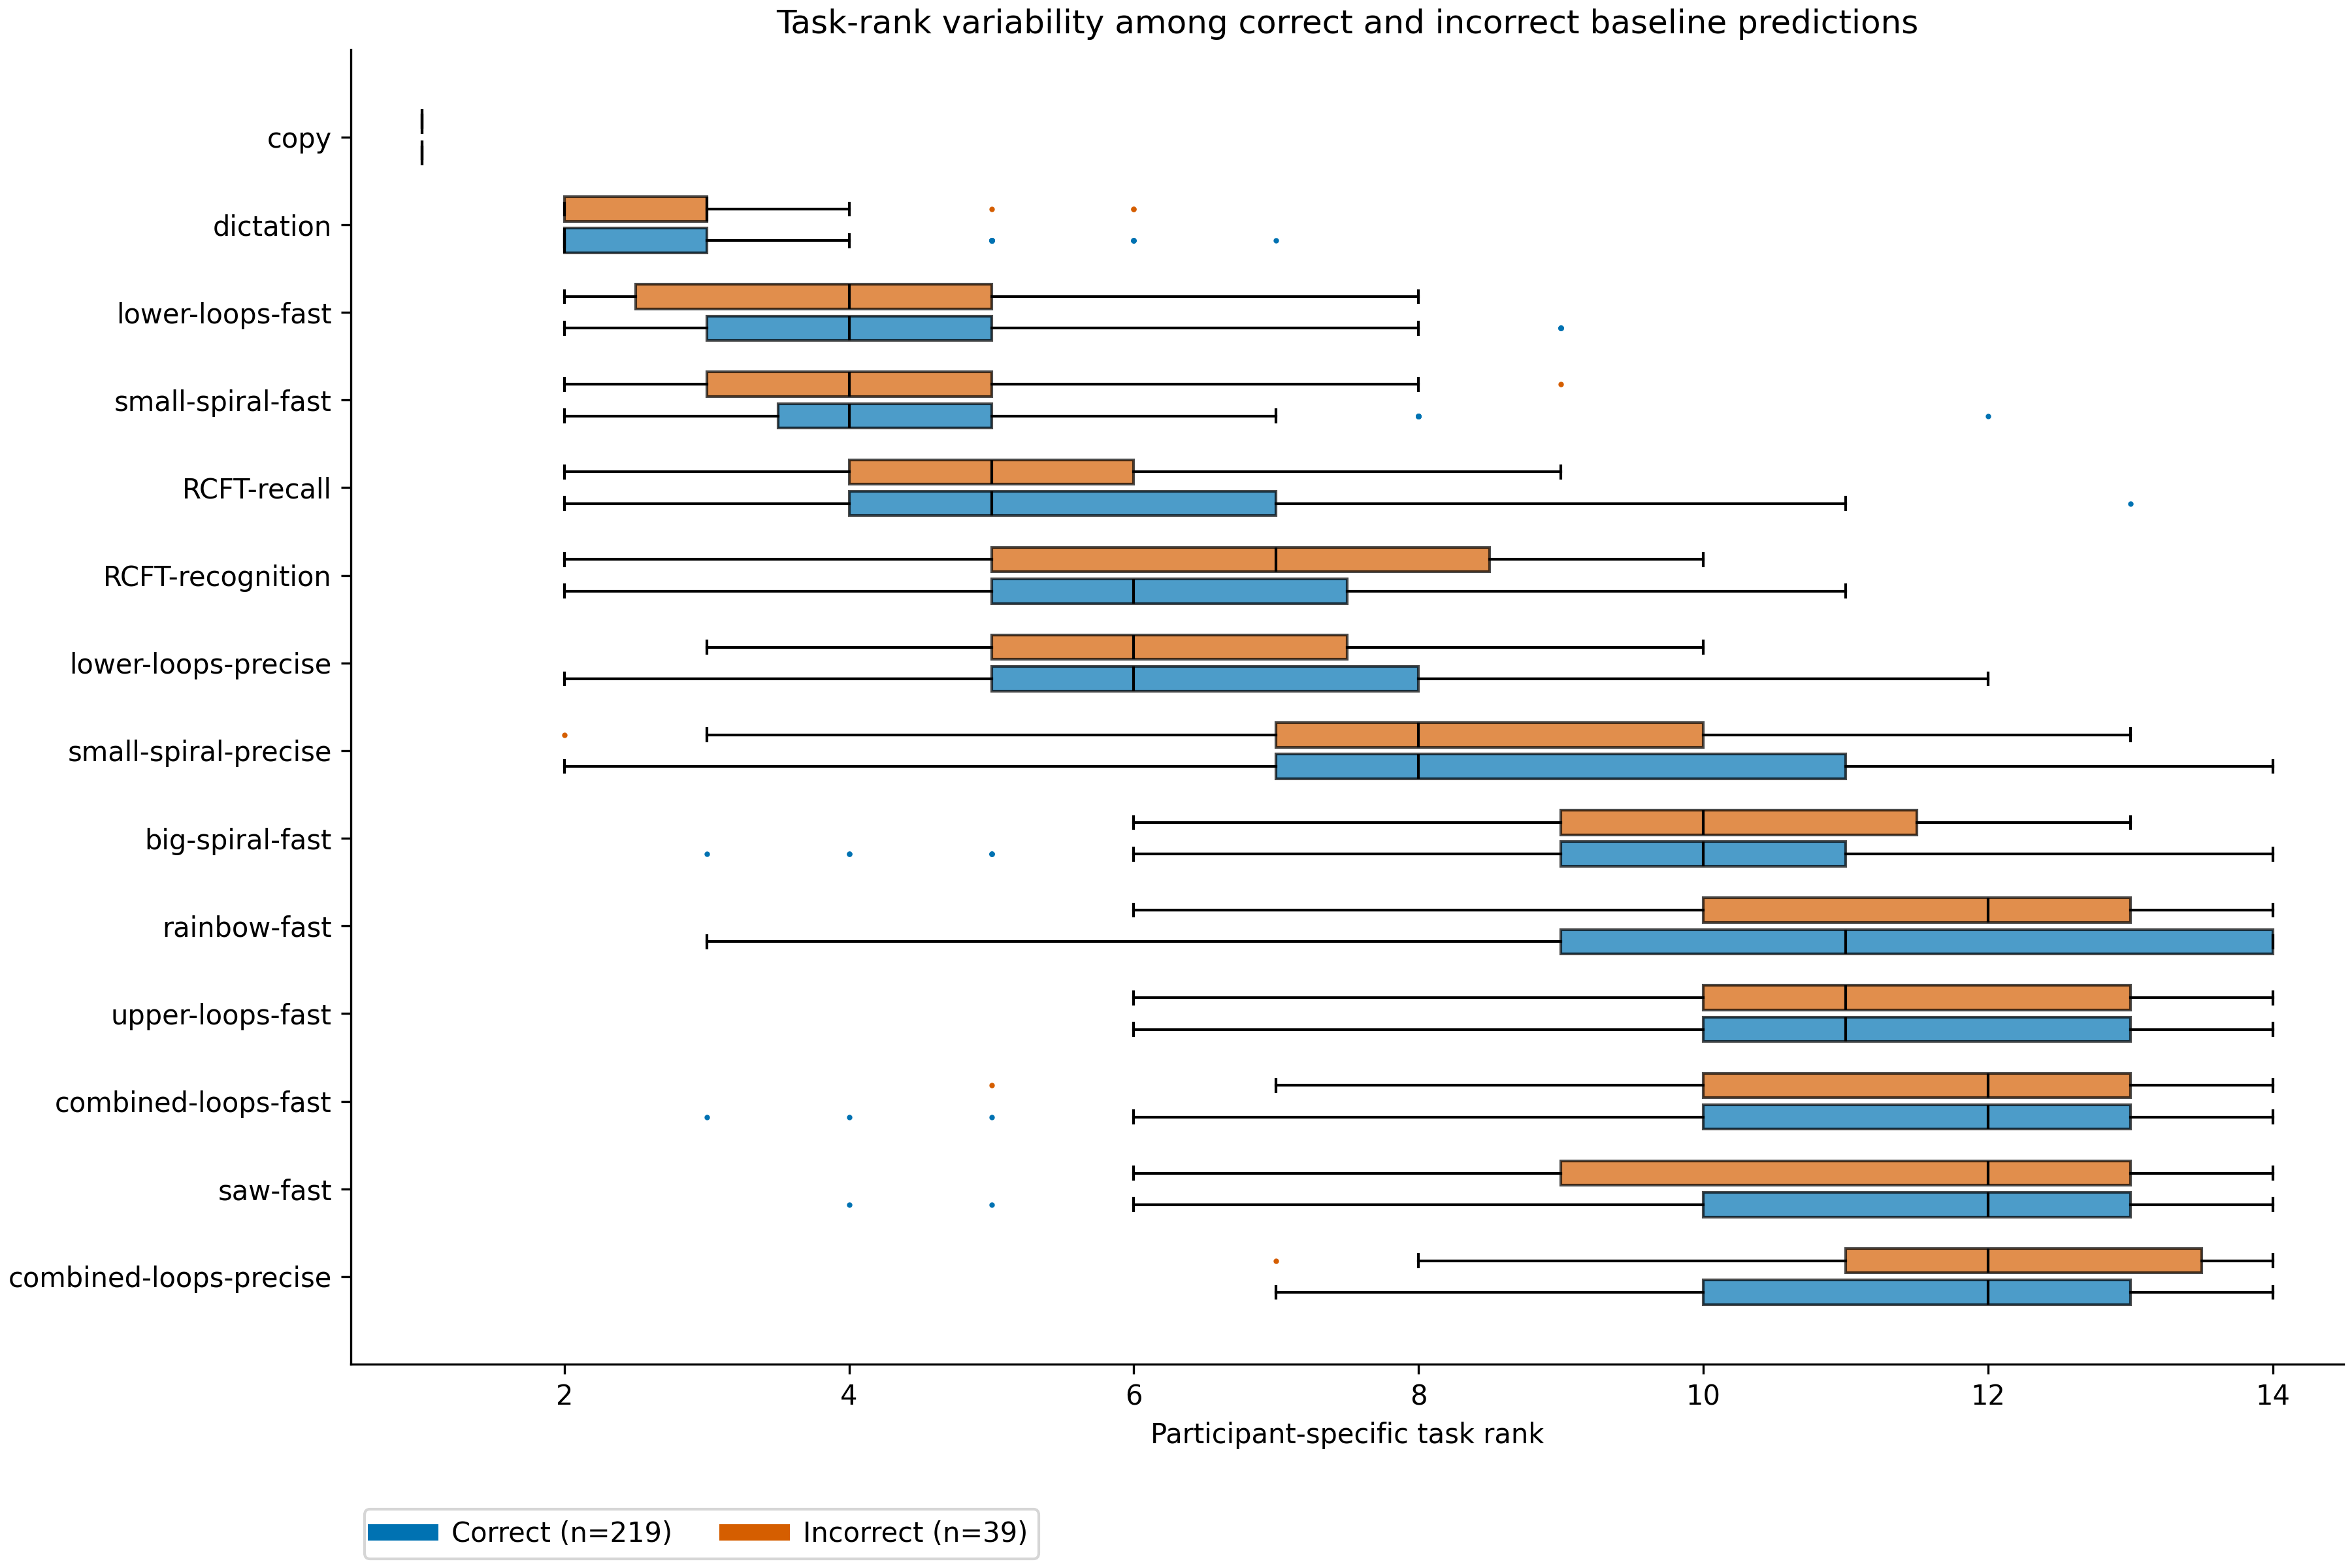 Task-rank variability among correct and incorrect baseline predictions
copy
dictation
lower-loops-fast
small-spiral-fast
RCFT-recall
RCFT-recognition
lower-loops-precise
small-spiral-precise
big-spiral-fast
rainbow-fast
upper-loops-fast
combined-loops-fast
saw-fast
combined-loops-precise
2 4 6 8 10 12 14
Participant-specific task rank
Correct (n=219) Incorrect (n=39)